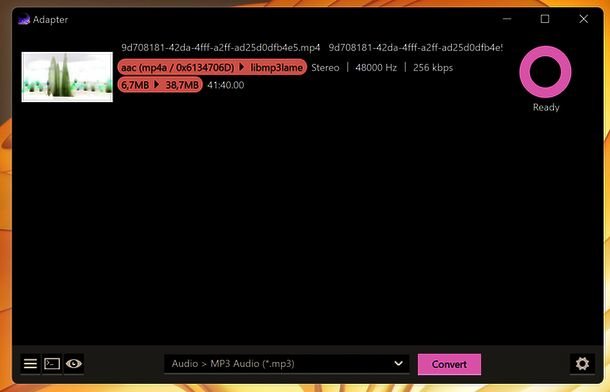 Adapter
9d708181-42da-4fff-a2ff-ad25d0dfb4e5.mp4 9d708181-42da-4fff-a2ff-ad25d0dfb4e!
aac (mp4a / 0x6134706D) ▶ libmp3lame Stereo | 48000 Hz | 256 kbps
6,7MB ▶ 38,7MB 41:40.00
Ready
Audio > MP3 Audio (*.mp3)
Convert